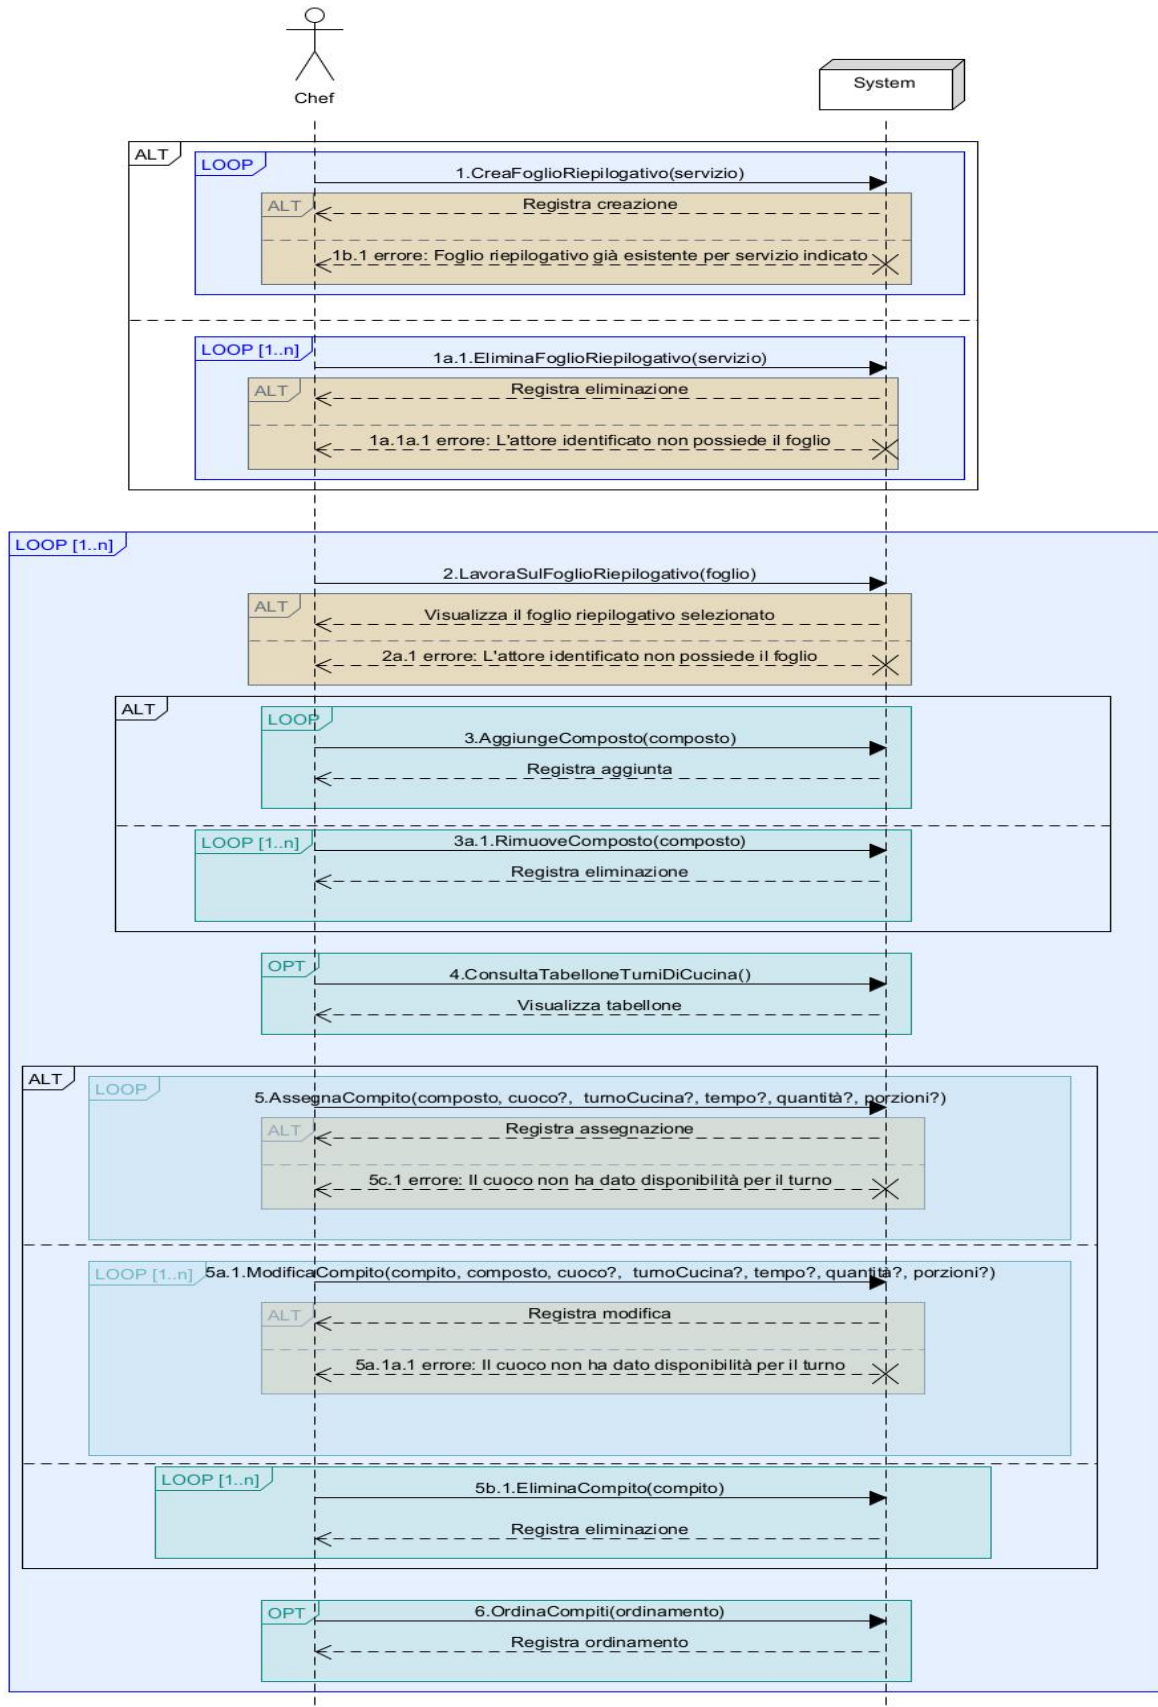 Chef
System
ALT
LOOP
1.CreaFoglioRiepilogativo(servizio)
ALT
Registra creazione
1b.1 errore: Foglio riepilogativo già esistente per servizio indicato
LOOP [1..n]
1a.1.EliminaFoglioRiepilogativo(servizio)
ALT
Registra eliminazione
1a.1a.1 errore: L'attore identificato non possiede il foglio
LOOP [1..n]
2.LavoraSulFoglioRiepilogativo(foglio)
ALT
Visualizza il foglio riepilogativo selezionato
2a.1 errore: L'attore identificato non possiede il foglio
ALT
LOOP
3.AggiungeComposto(composto)
Registra aggiunta
LOOP [1..n]
3a.1.RimuoveComposto(composto)
Registra eliminazione
OPT
4.ConsultaTabelloneTurniDiCucina()
Visualizza tabellone
ALT
LOOP
5.AssegnaCompito(composto, cuoco?, turnoCucina?, tempo?, quantità?, porzioni?)
ALT
Registra assegnazione
5c.1 errore: Il cuoco non ha dato disponibilità per il turno
LOOP [1..n]
5a.1.ModificaCompito(compito, composto, cuoco?, turnoCucina?, tempo?, quantità?, porzioni?)
ALT
Registra modifica
5a.1a.1 errore: Il cuoco non ha dato disponibilità per il turno
LOOP [1..n]
5b.1.EliminaCompito(compito)
Registra eliminazione
OPT
6.OrdinaCompiti(ordinamento)
Registra ordinamento